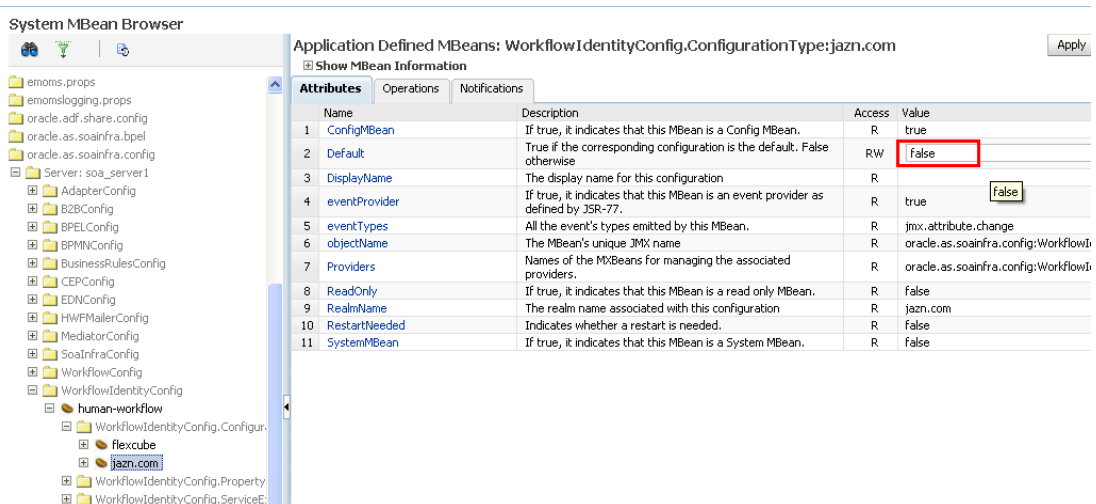 System MBean Browser
emoms.props
emomslogging.props
oracle.adf.share.config
oracle.as.soainfra.bpel
oracle.as.soainfra.config
Server: soa_server1
AdapterConfig
B2BConfig
BPELConfig
BPMNConfig
BusinessRulesConfig
CEPConfig
EDNConfig
HWFMailerConfig
MediatorConfig
SoaInfraConfig
WorkflowConfig
WorkflowIdentityConfig
human-workflow
WorkflowIdentityConfig.Configur
flexcube
jazn.com
WorkflowIdentityConfig.Property
WorkflowIdentityConfig.ServiceE
Application Defined MBeans: WorkflowIdentityConfig.ConfigurationType:jazn.com Apply
Show MBean Information
Attributes Operations Notifications
Name Description Access Value
1 ConfigMBean If true, it indicates that this MBean is a Config MBean. R true
2 Default True if the corresponding configuration is the default. False otherwise RW false
3 DisplayName The display name for this configuration R
false
4 eventProvider If true, it indicates that this MBean is an event provider as defined by JSR-77. R true
5 eventTypes All the event's types emitted by this MBean. R jmx.attribute.change
6 objectName The MBean's unique JMX name R oracle.as.soainfra.config:WorkflowI
7 Providers Names of the MXBeans for managing the associated providers. R oracle.as.soainfra.config:WorkflowI
8 ReadOnly If true, it indicates that this MBean is a read only MBean. R false
9 RealmName The realm name associated with this configuration R jazn.com
10 RestartNeeded Indicates whether a restart is needed. R false
11 SystemMBean If true, it indicates that this MBean is a System MBean. R false